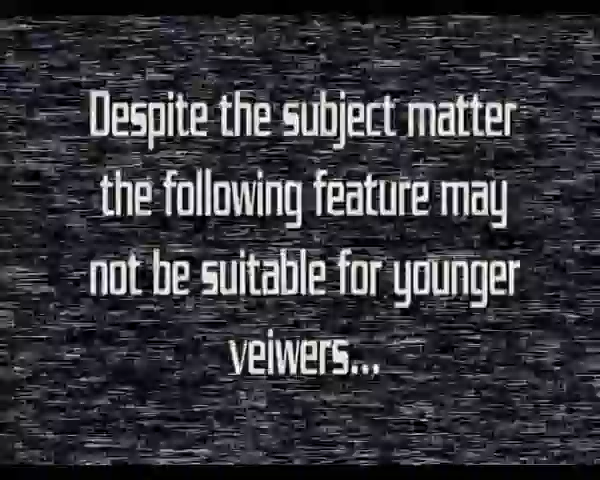 Despite the subject matter
the following feature may
not be suitable for younger
veiwers...